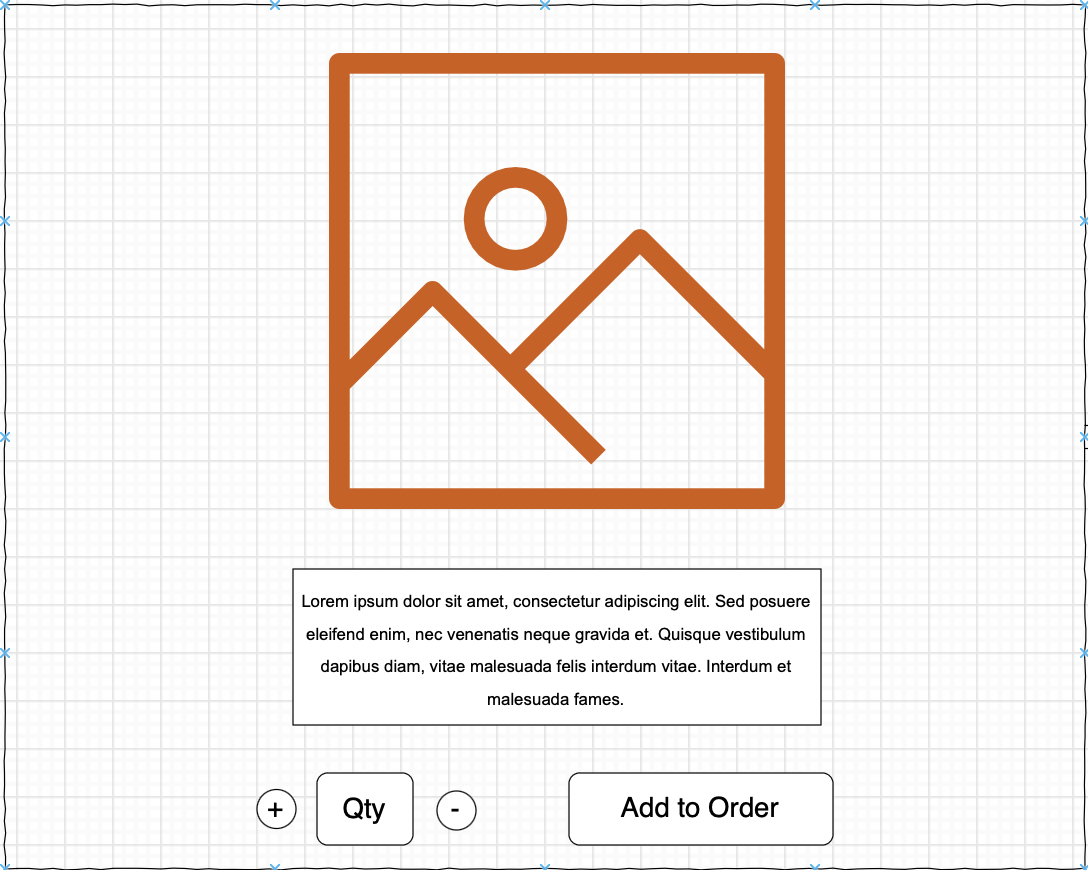 Lorem ipsum dolor sit amet, consectetur adipiscing elit. Sed posuere
eleifend enim, nec venenatis neque gravida et. Quisque vestibulum
dapibus diam, vitae malesuada felis interdum vitae. Interdum et
malesuada fames.
+ Qty - Add to Order